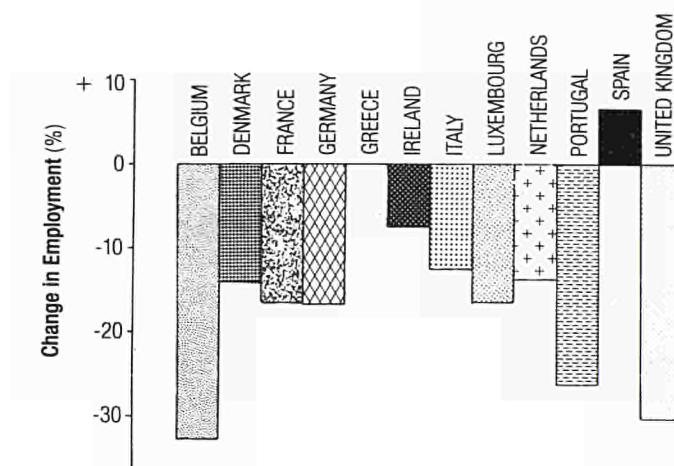 + 10
0
-10
-20
-30
Change in Employment (%)
BELGIUM
DENMARK
FRANCE
GERMANY
GREECE
IRELAND
ITALY
LUXEMBOURG
NETHERLANDS
PORTUGAL
SPAIN
UNITED KINGDOM